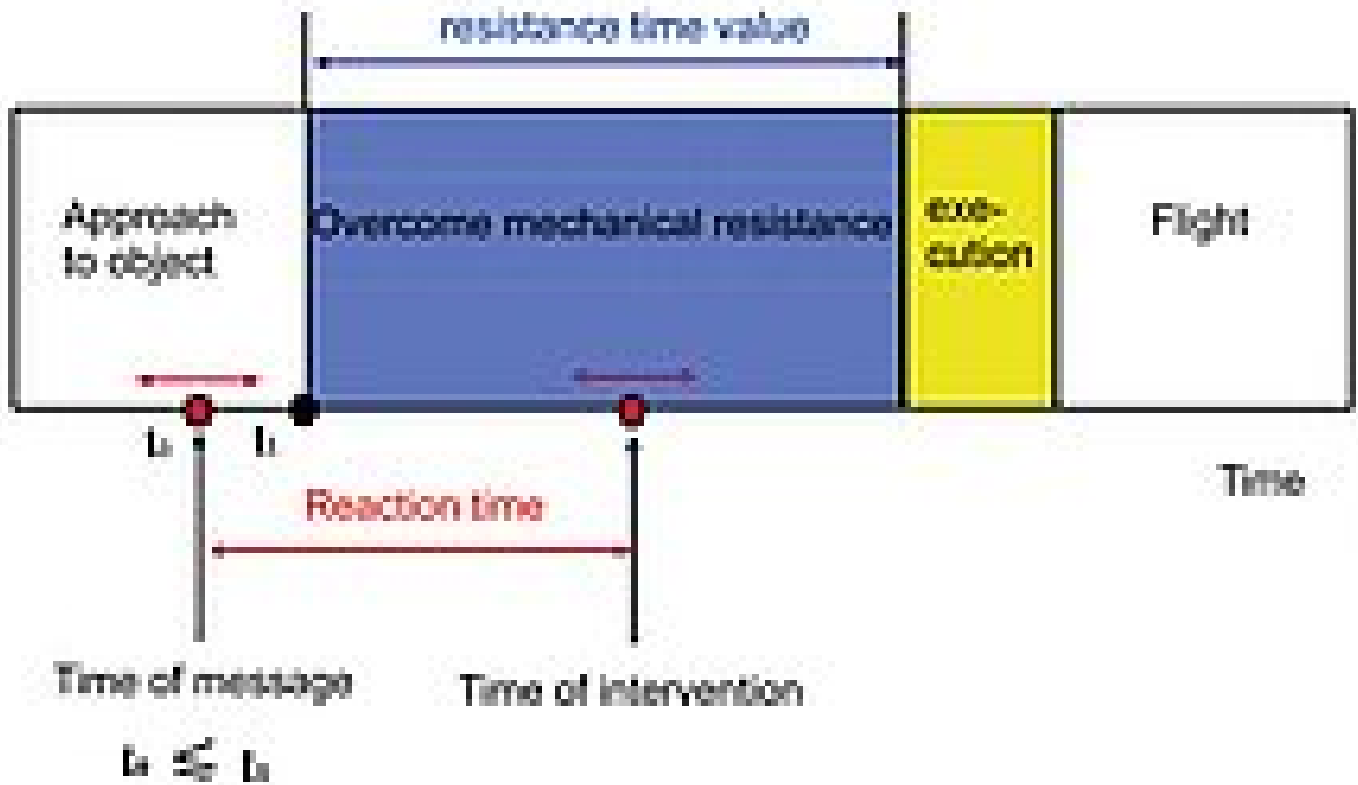 resistance time value
Approach
to object
Overcome mechanical resistance
exe-
cution
Flight
Time
Reaction time
Time of message
Time of intervention